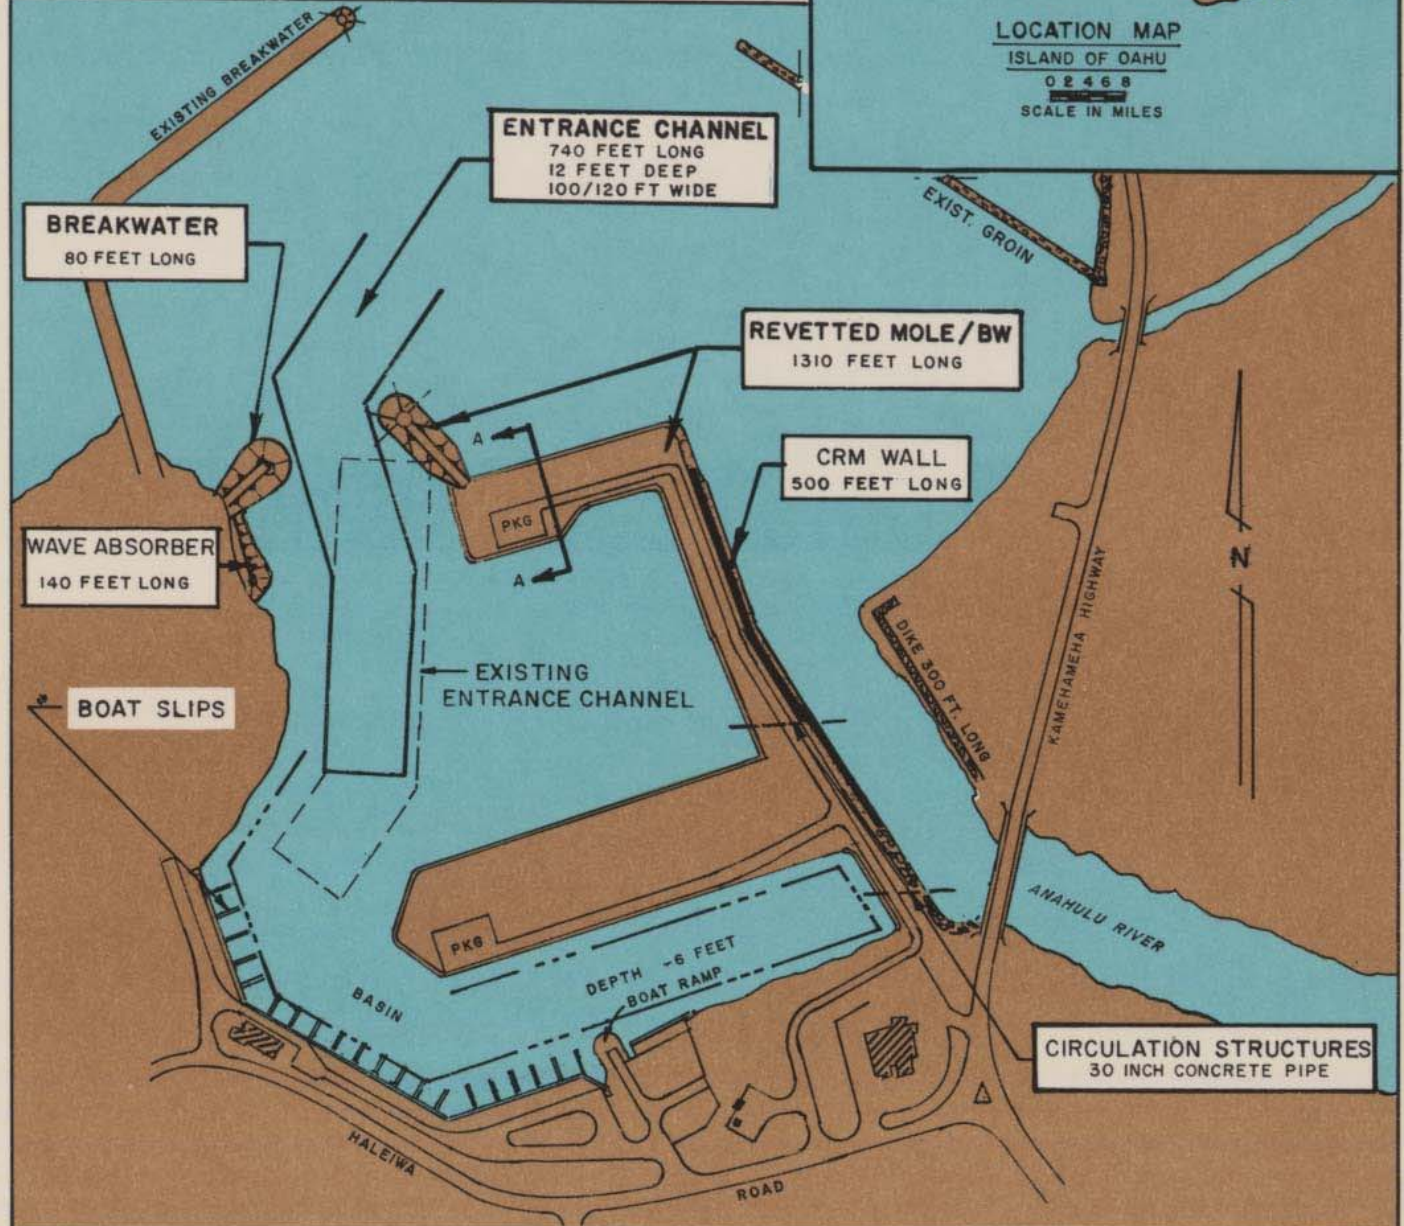 LOCATION MAP
ISLAND OF OAHU
0 2 4 6 8
SCALE IN MILES
EXISTING BREAKWATER
ENTRANCE CHANNEL
740 FEET LONG
12 FEET DEEP
100/120 FT WIDE
EXIST. GROIN
BREAKWATER
80 FEET LONG
REVETTED MOLE/BW
1310 FEET LONG
A
CRM WALL
500 FEET LONG
PKG
WAVE ABSORBER
140 FEET LONG
A
N
KAMEHAMEHA HIGHWAY
DIKE 300 FT. LONG
EXISTING
ENTRANCE CHANNEL
BOAT SLIPS
ANAHULU RIVER
PKG
DEPTH -6 FEET
BOAT RAMP
BASIN
CIRCULATION STRUCTURES
30 INCH CONCRETE PIPE
HALEIWA
ROAD